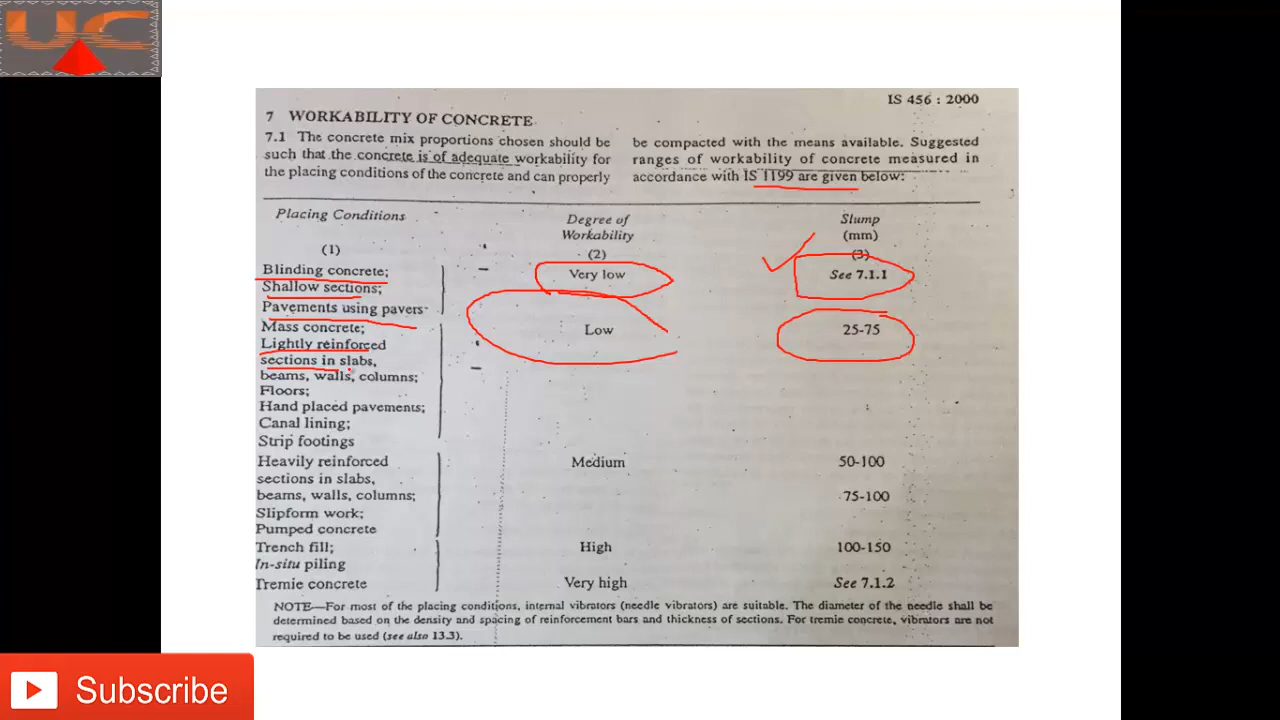 UC
IS 456 : 2000
7 WORKABILITY OF CONCRETE
7.1 The concrete mix proportions chosen should be
such that the concrete is of adequate workability for
the placing conditions of the concrete and can properly
be compacted with the means available. Suggested
ranges of workability of concrete measured in
accordance with IS 1199 are given below:
Placing Conditions Degree of Slump
Workability (mm)
(1) (2) (3)
Blinding concrete; Very low See 7.1.1
Shallow sections;
Pavements using pavers
Mass concrete; Low 25-75
Lightly reinforced
sections in slabs,
beams, walls, columns;
Floors;
Hand placed pavements;
Canal lining;
Strip footings
Heavily reinforced Medium 50-100
sections in slabs,
beams, walls, columns; 75-100
Slipform work;
Pumped concrete
Trench fill; High 100-150
In-situ piling
Tremie concrete Very high See 7.1.2
NOTE—For most of the placing conditions, internal vibrators (needle vibrators) are suitable. The diameter of the needle shall be
determined based on the density and spacing of reinforcement bars and thickness of sections. For tremie concrete, vibrators are not
required to be used (see also 13.3).
Subscribe